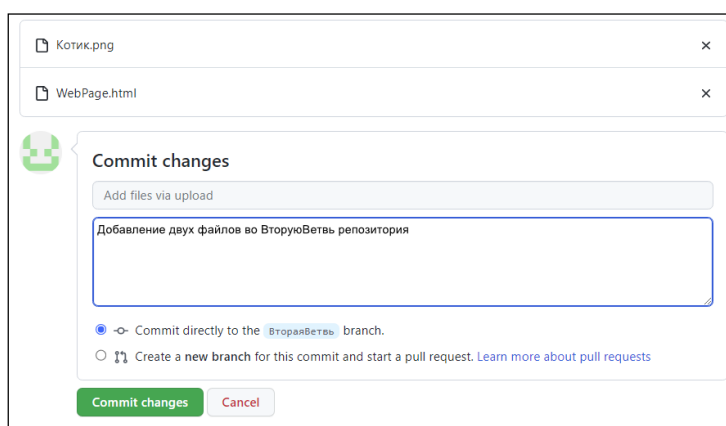 Котик.png
WebPage.html
Commit changes
Add files via upload
Добавление двух файлов во ВторуюВетвь репозитория
Commit directly to the ВтораяВетвь branch.
Create a new branch for this commit and start a pull request. Learn more about pull requests
Commit changes Cancel